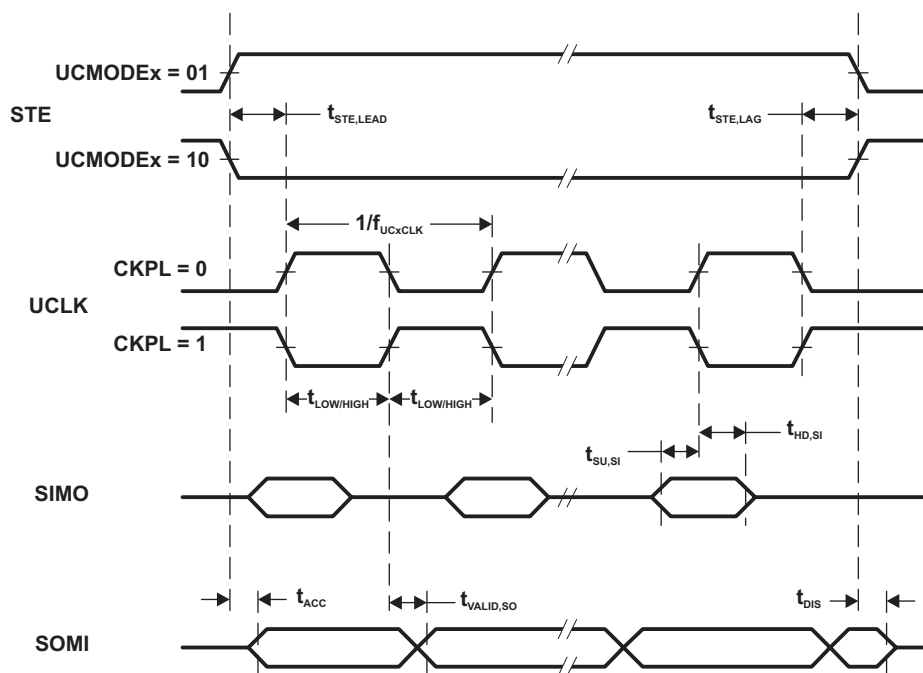 UCMODEx = 01
STE
tSTE,LEAD
tSTE,LAG
UCMODEx = 10
1/fUCxCLK
CKPL = 0
UCLK
CKPL = 1
tLOW/HIGH tLOW/HIGH
tHD,SI
tSU,SI
SIMO
tACC
tVALID,SO
tDIS
SOMI